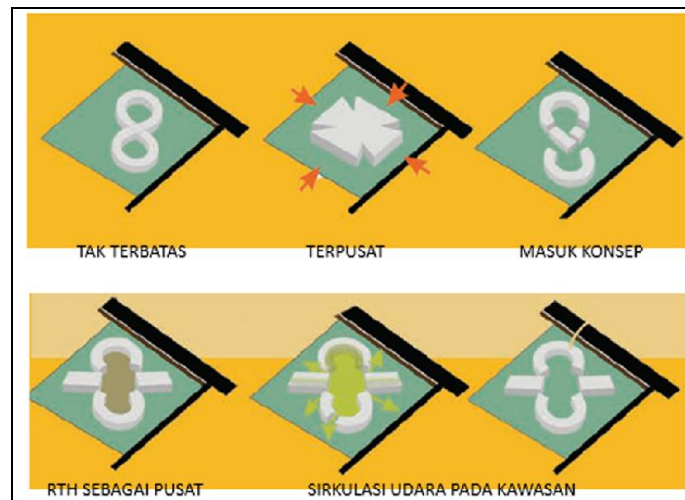 TAK TERBATAS
TERPUSAT
MASUK KONSEP
RTH SEBAGAI PUSAT
SIRKULASI UDARA PADA KAWASAN